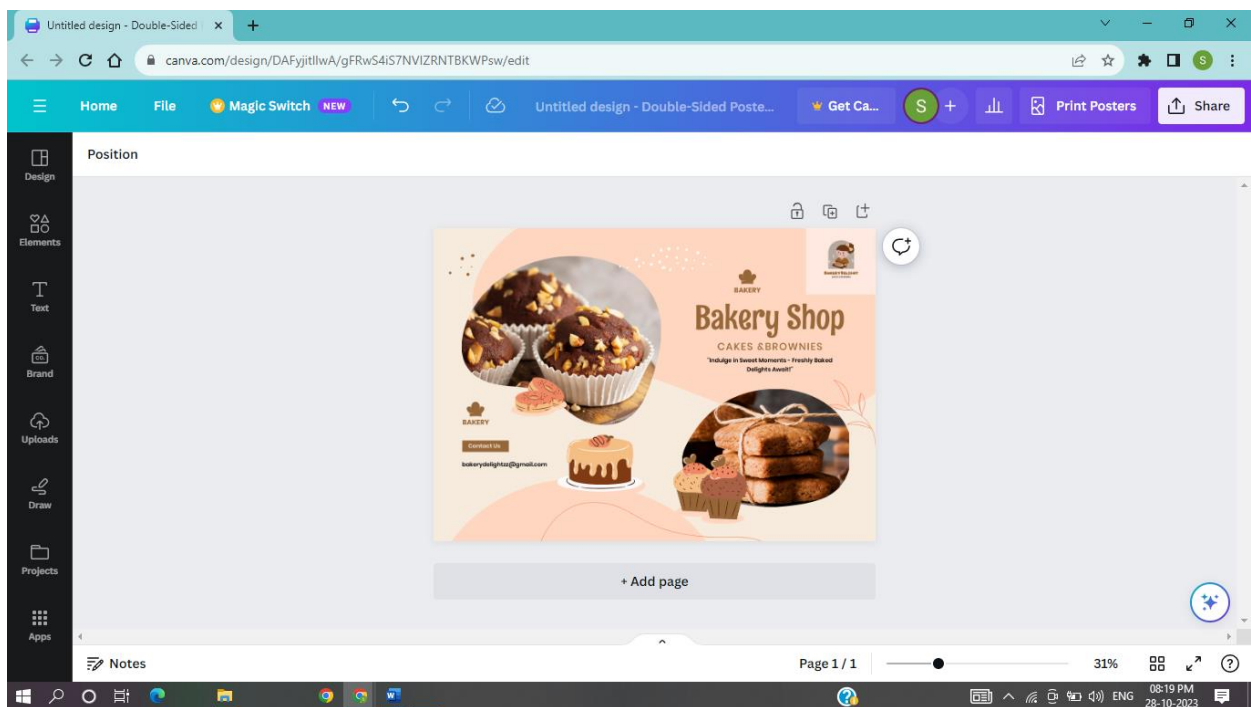 Untitled design - Double-Sided
canva.com/design/DAFyjitIlwA/gFRwS4iS7NVIZRNTBKWPsw/edit
S
Home File Magic Switch NEW Untitled design - Double-Sided Poste... Get Ca... S + Print Posters Share
Position
Design
Elements
Text
Brand
Uploads
Draw
Projects
Apps
BAKERY
Bakery Shop
CAKES &BROWNIES
"Indulge in Sweet Moments - Freshly Baked
Delights Await!"
BAKERY
Contact Us
bakerydelightzz@gmail.com
+ Add page
Notes
Page 1 / 1
31%
ENG
08:19 PM
28-10-2023